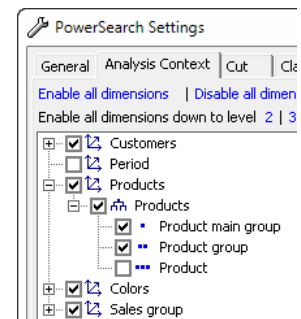 PowerSearch Settings
General Analysis Context Cut
Enable all dimensions | Disable all
Enable all dimensions down to level 2 | 3
Customers
Period
Products
Products
Product main group
Product group
Product
Colors
Sales group